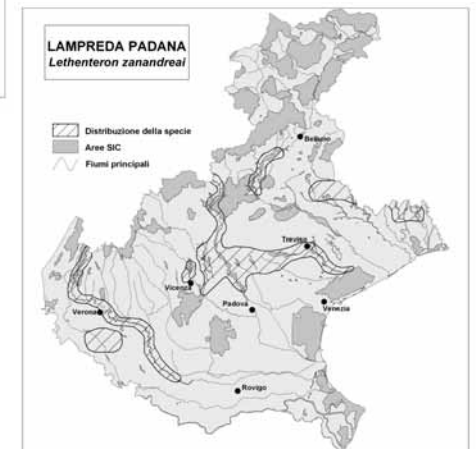 LAMPREDA PADANA
Lethenteron zanandreai
Distribuzione della specie
Aree SIC
Fiumi principali
Belluno
Treviso
Vicenza
Padova
Venezia
Verona
Rovigo